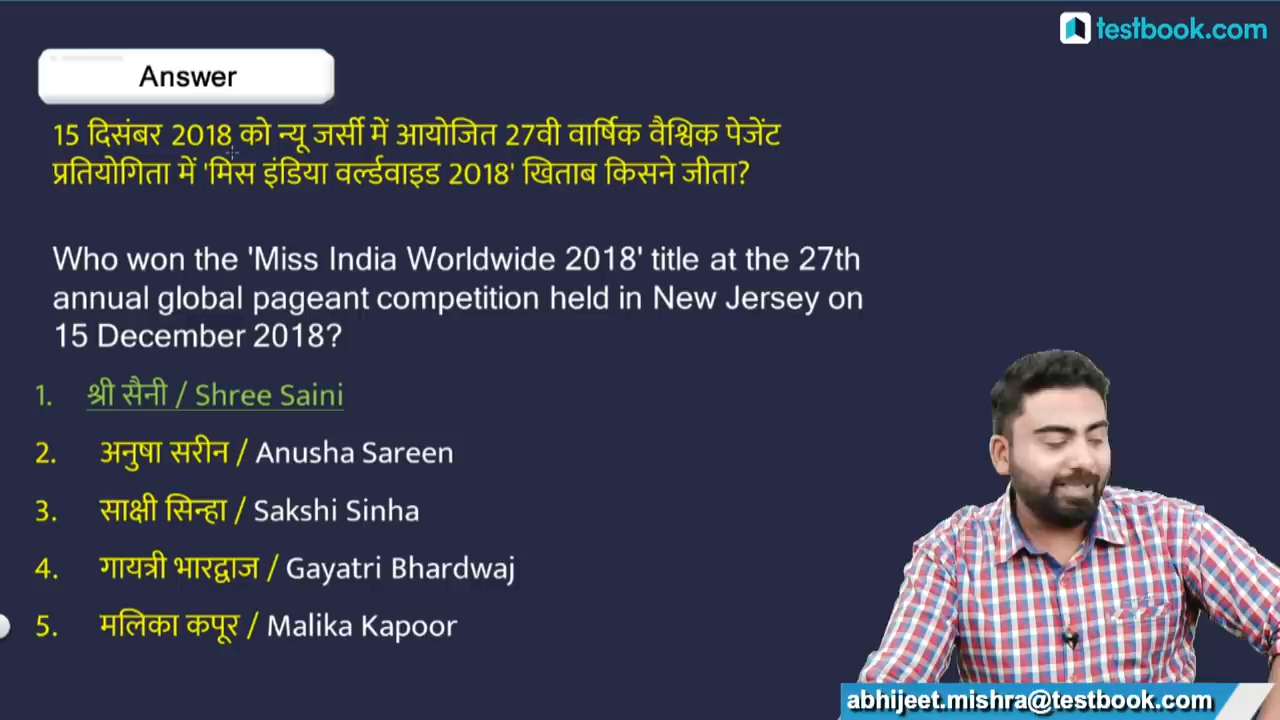 testbook.com
Answer
15 दिसंबर 2018 को न्यू जर्सी में आयोजित 27वी वार्षिक वैश्विक पेजेंट
प्रतियोगिता में 'मिस इंडिया वर्ल्डवाइड 2018' खिताब किसने जीता?
Who won the 'Miss India Worldwide 2018' title at the 27th
annual global pageant competition held in New Jersey on
15 December 2018?
1. श्री सैनी / Shree Saini
2. अनुषा सरीन / Anusha Sareen
3. साक्षी सिन्हा / Sakshi Sinha
4. गायत्री भारद्वाज / Gayatri Bhardwaj
5. मलिका कपूर / Malika Kapoor
abhijeet.mishra@testbook.com